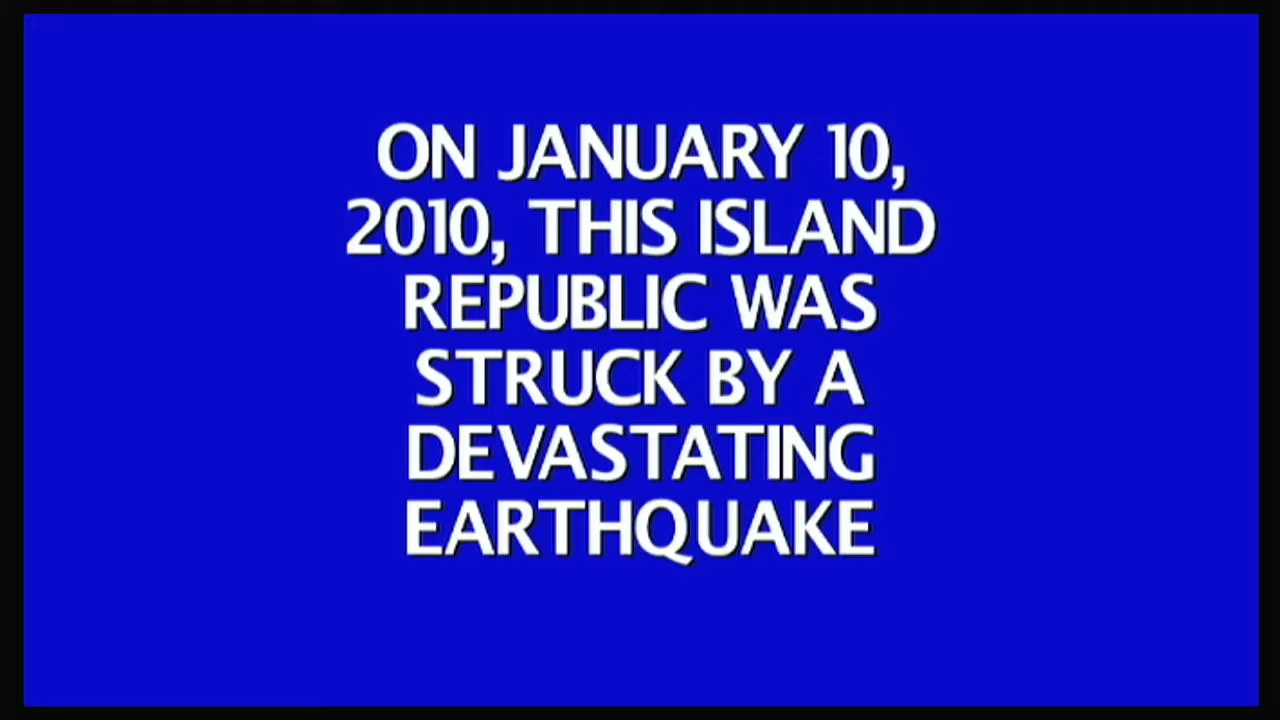 ON JANUARY 10,
2010, THIS ISLAND
REPUBLIC WAS
STRUCK BY A
DEVASTATING
EARTHQUAKE